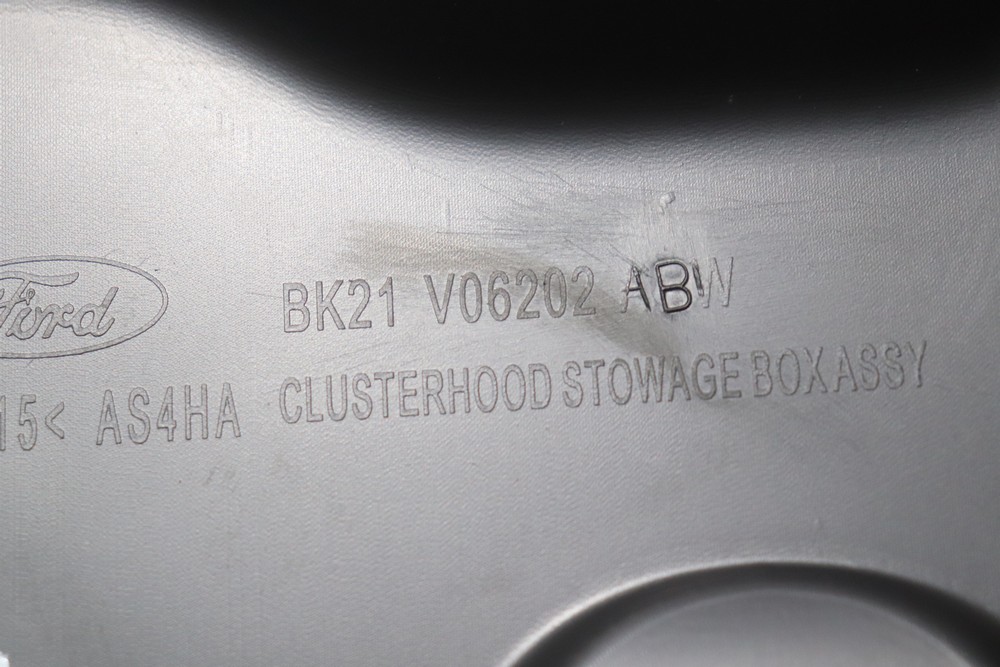 Ford
BK21 V06202 ABW
15< AS4HA CLUSTERHOOD STOWAGE BOX ASSY